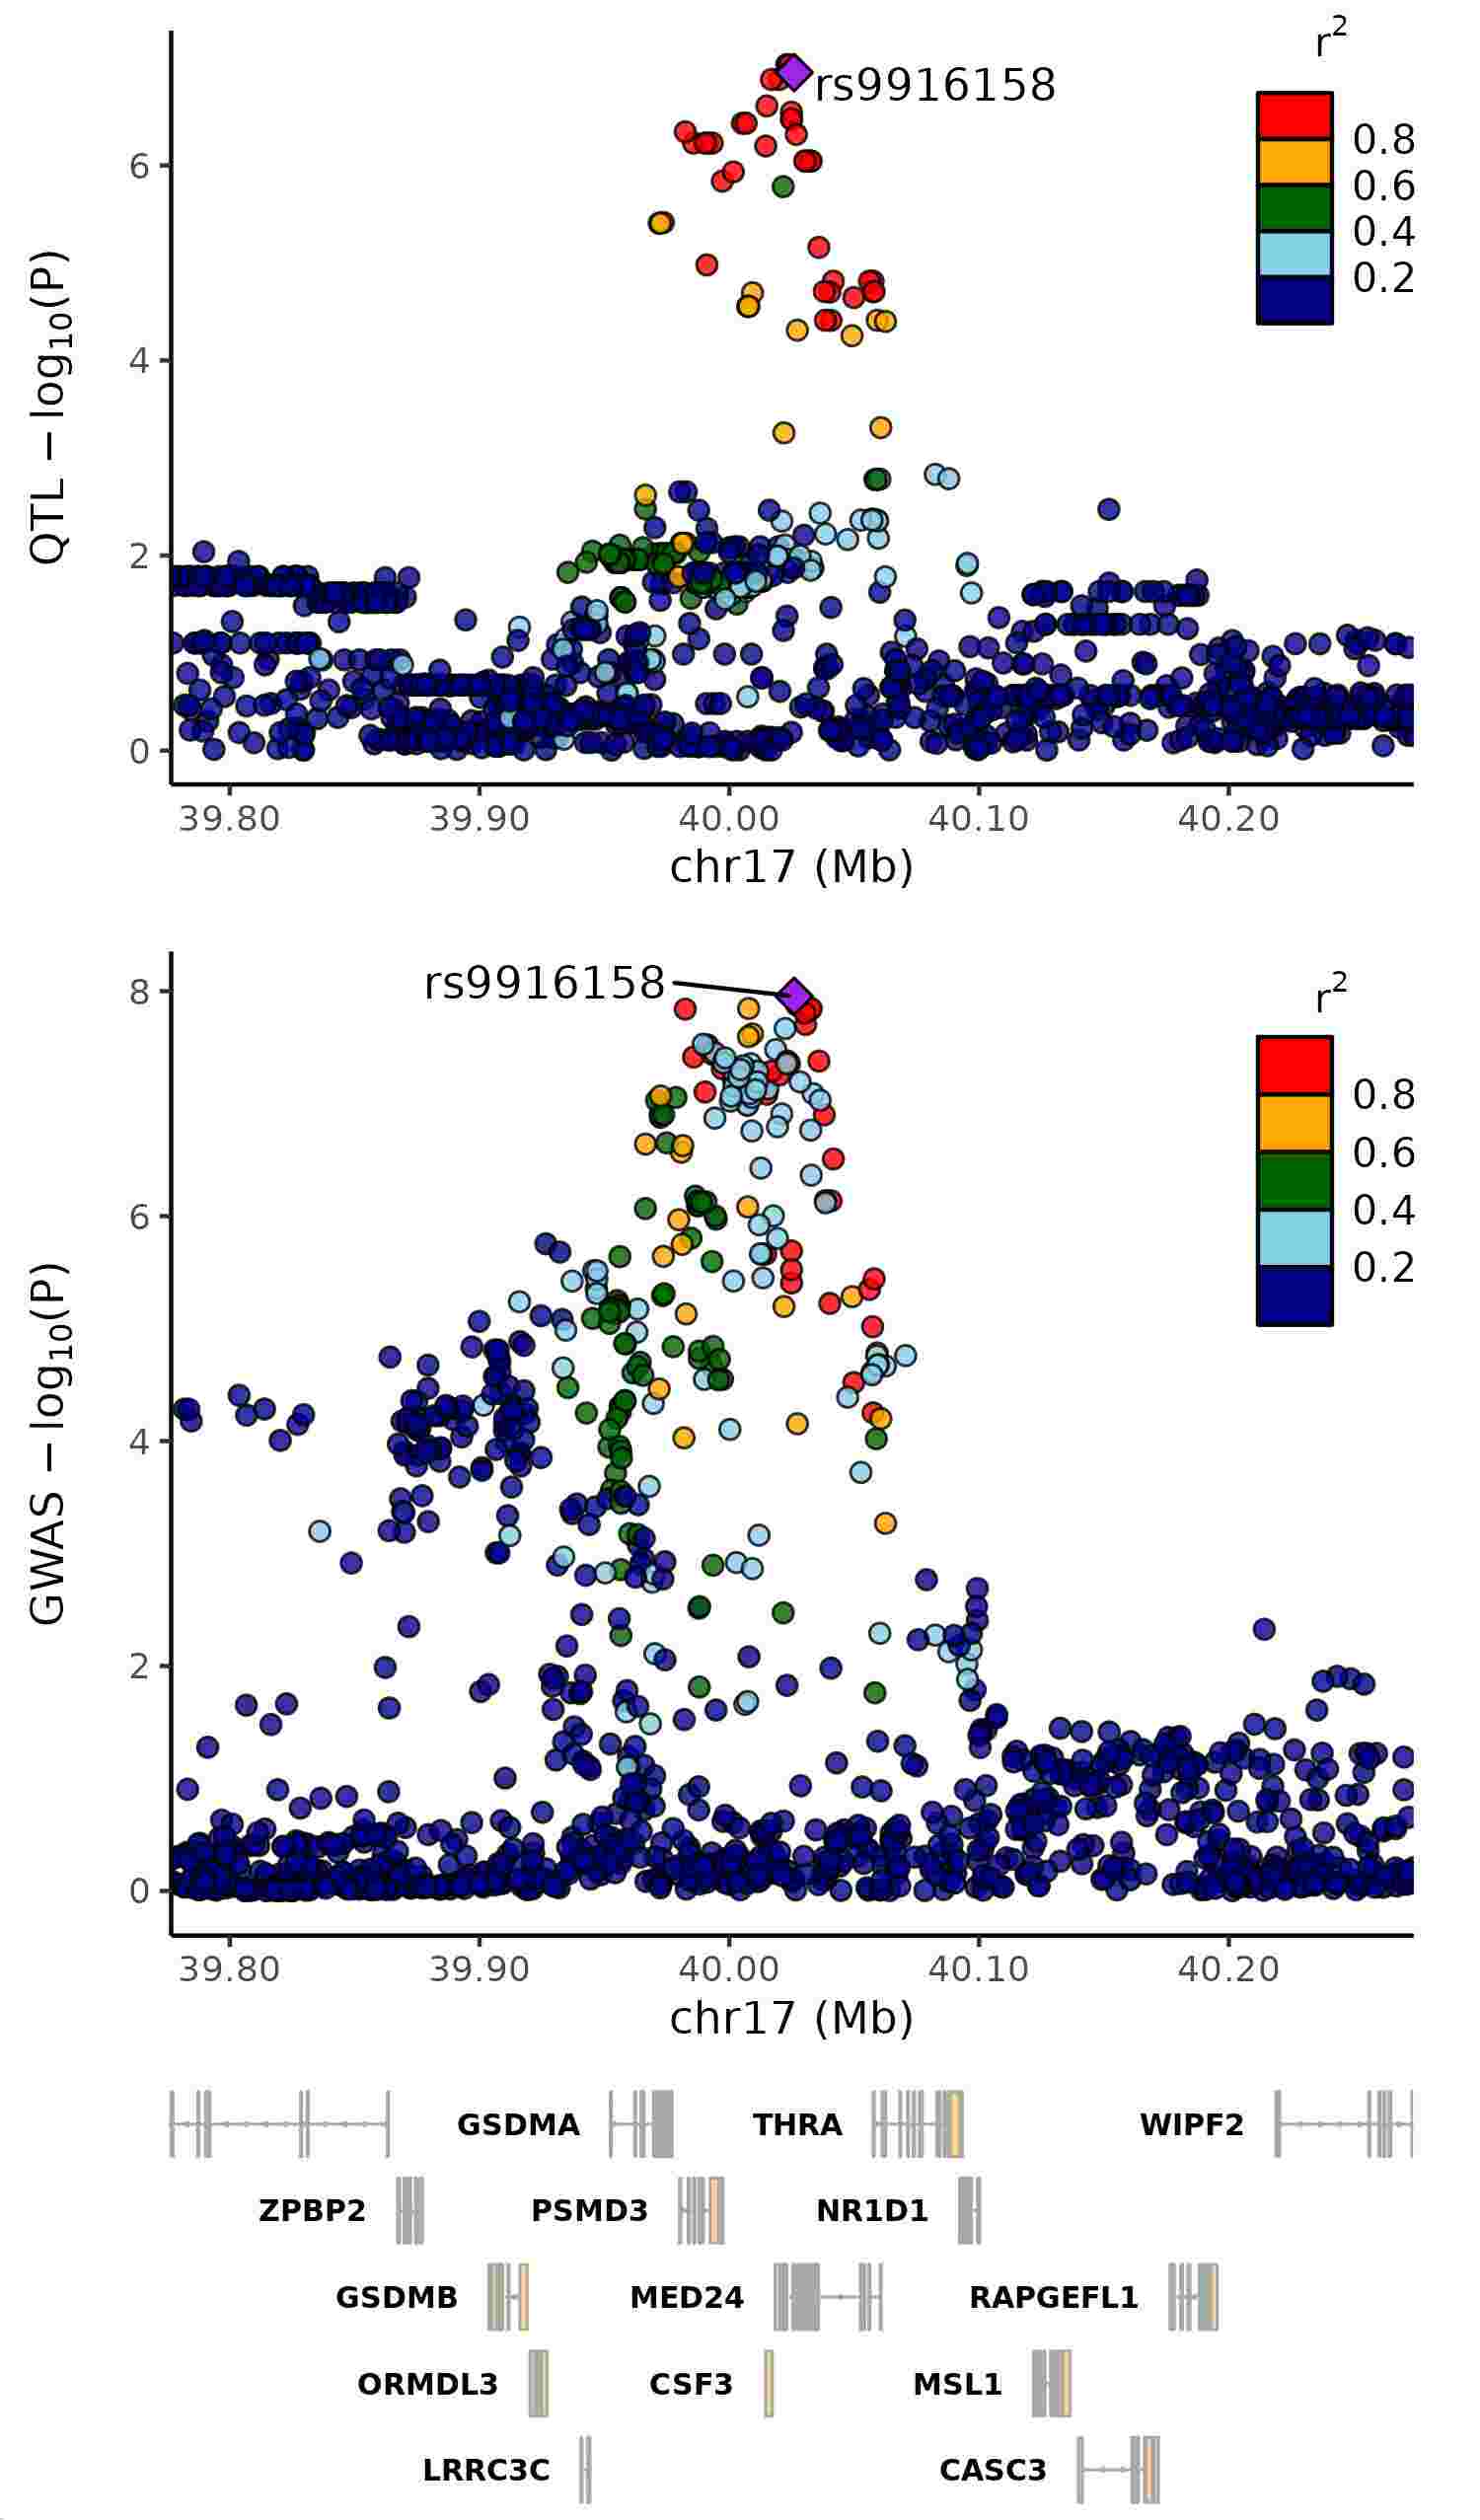 r²
rs9916158
0.8
0.6
0.4
0.2
QTL −log₁₀(P)
6
4
2
0
39.80 39.90 40.00 40.10 40.20
chr17 (Mb)
rs9916158
r²
0.8
0.6
0.4
0.2
GWAS −log₁₀(P)
8
6
4
2
0
39.80 39.90 40.00 40.10 40.20
chr17 (Mb)
GSDMA THRA WIPF2
ZPBP2 PSMD3 NR1D1
GSDMB MED24 RAPGEFL1
ORMDL3 CSF3 MSL1
LRRC3C CASC3